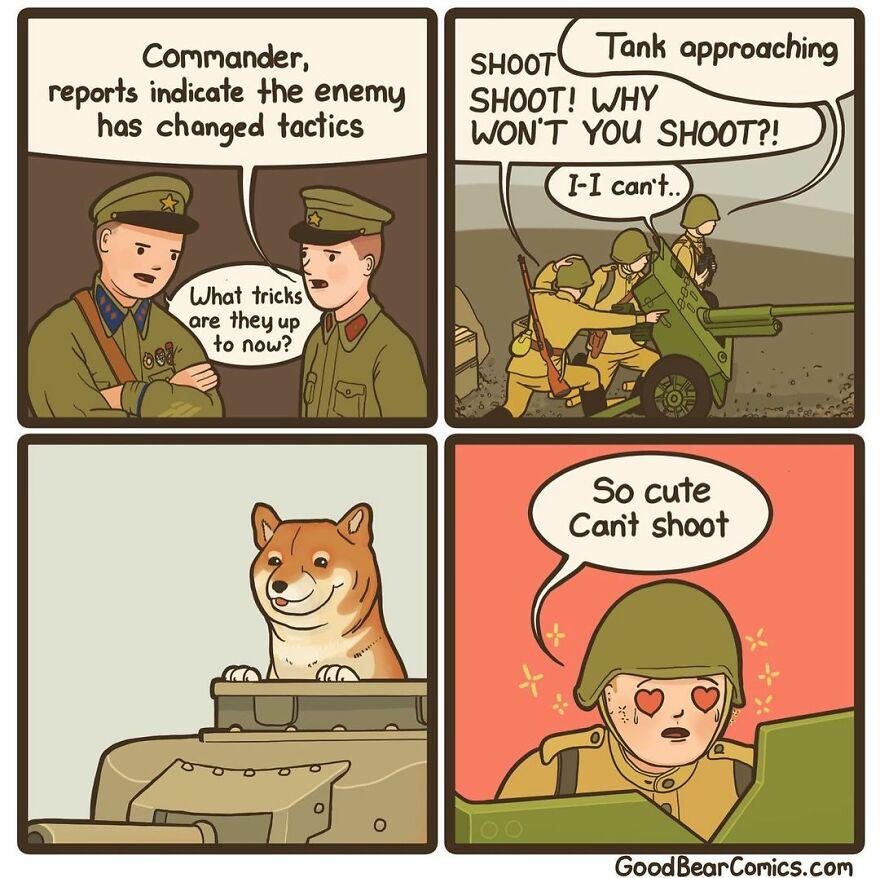 Commander,
reports indicate the enemy
has changed tactics
What tricks
are they up
to now?
Tank approaching
SHOOT
SHOOT! WHY
WON'T YOU SHOOT?!
I-I can't..
So cute
Can't shoot
GoodBearComics.com